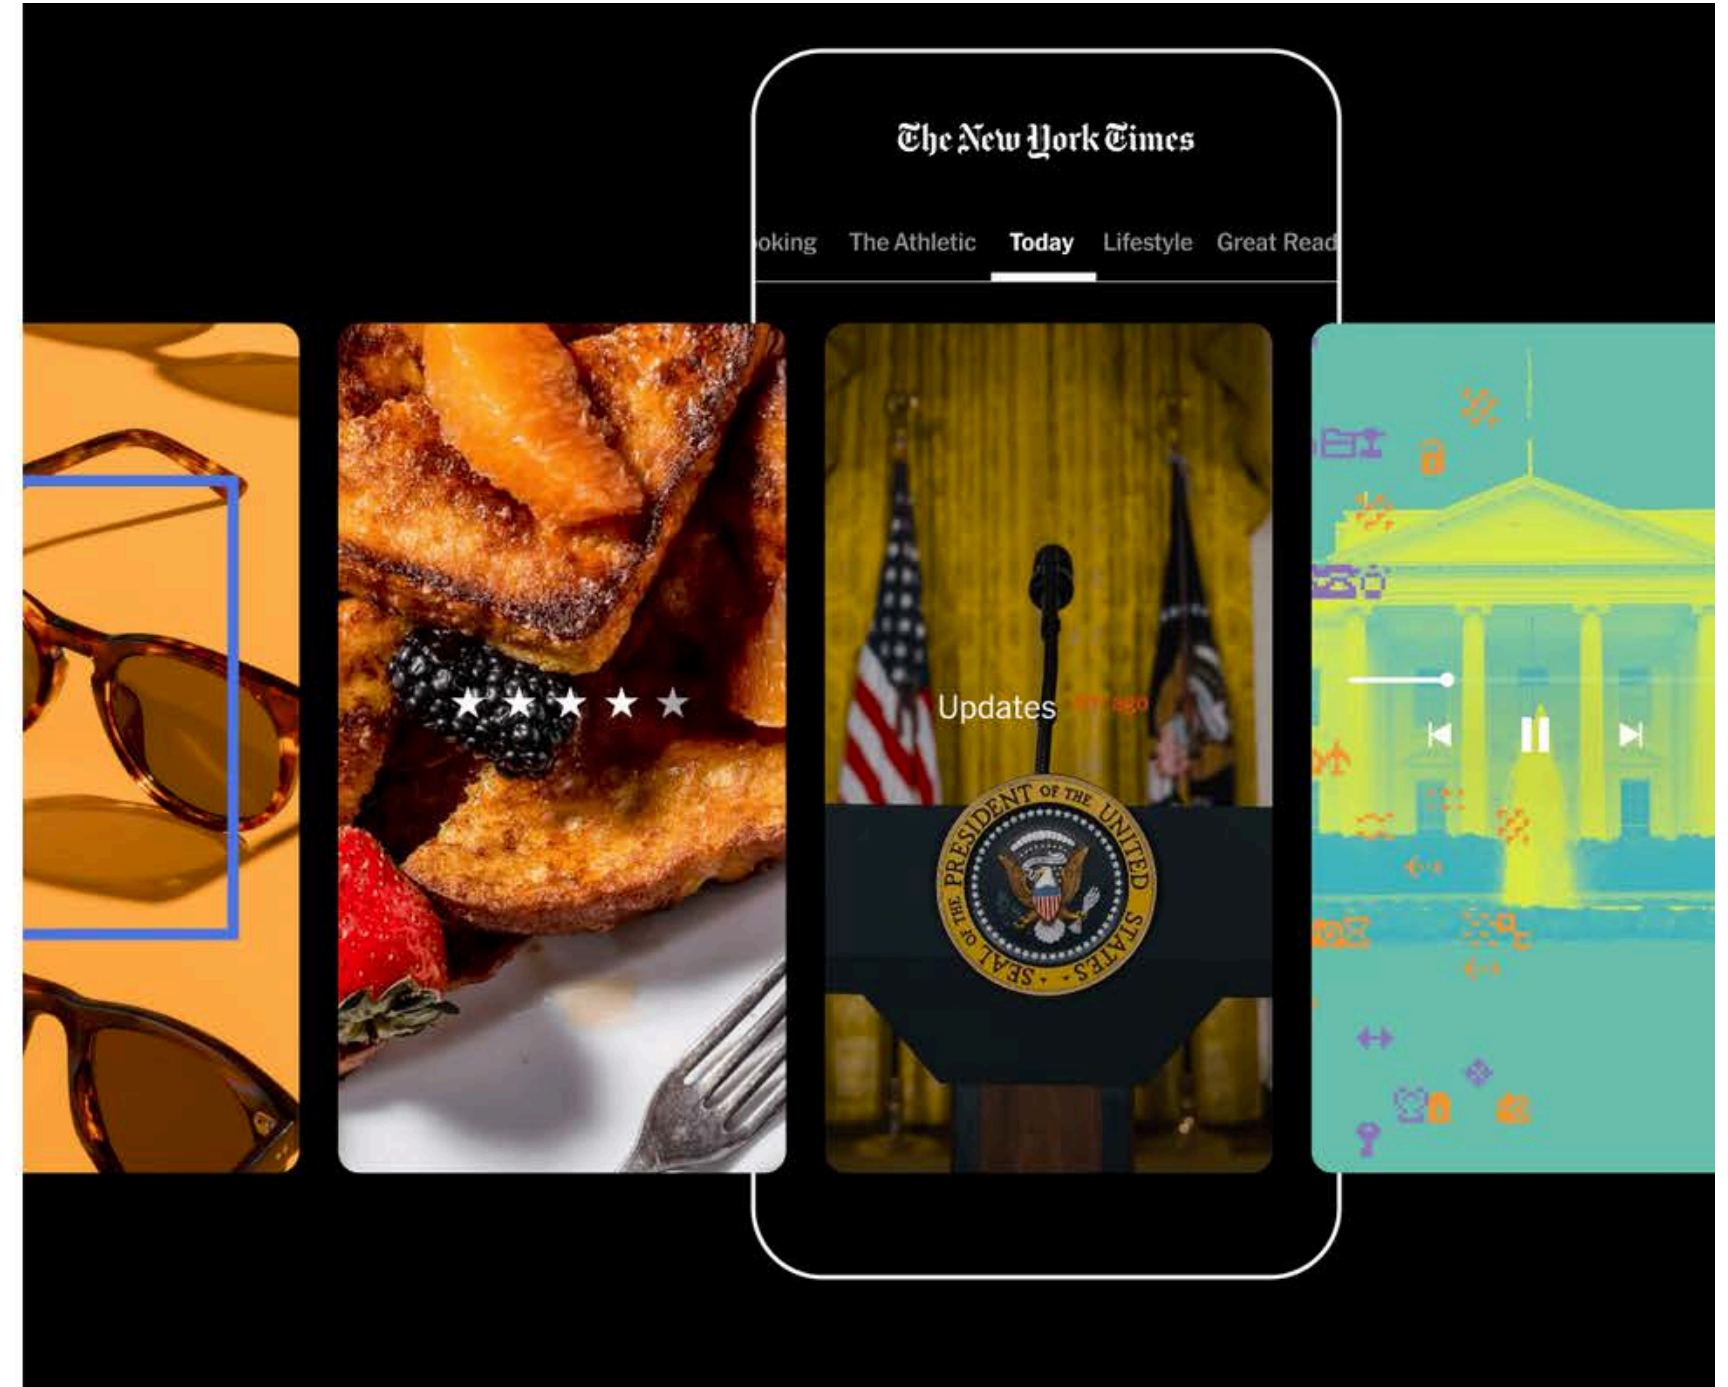 The New York Times
oking The Athletic Today Lifestyle Great Read
Updates ago
SEAL OF THE PRESIDENT OF THE UNITED STATES